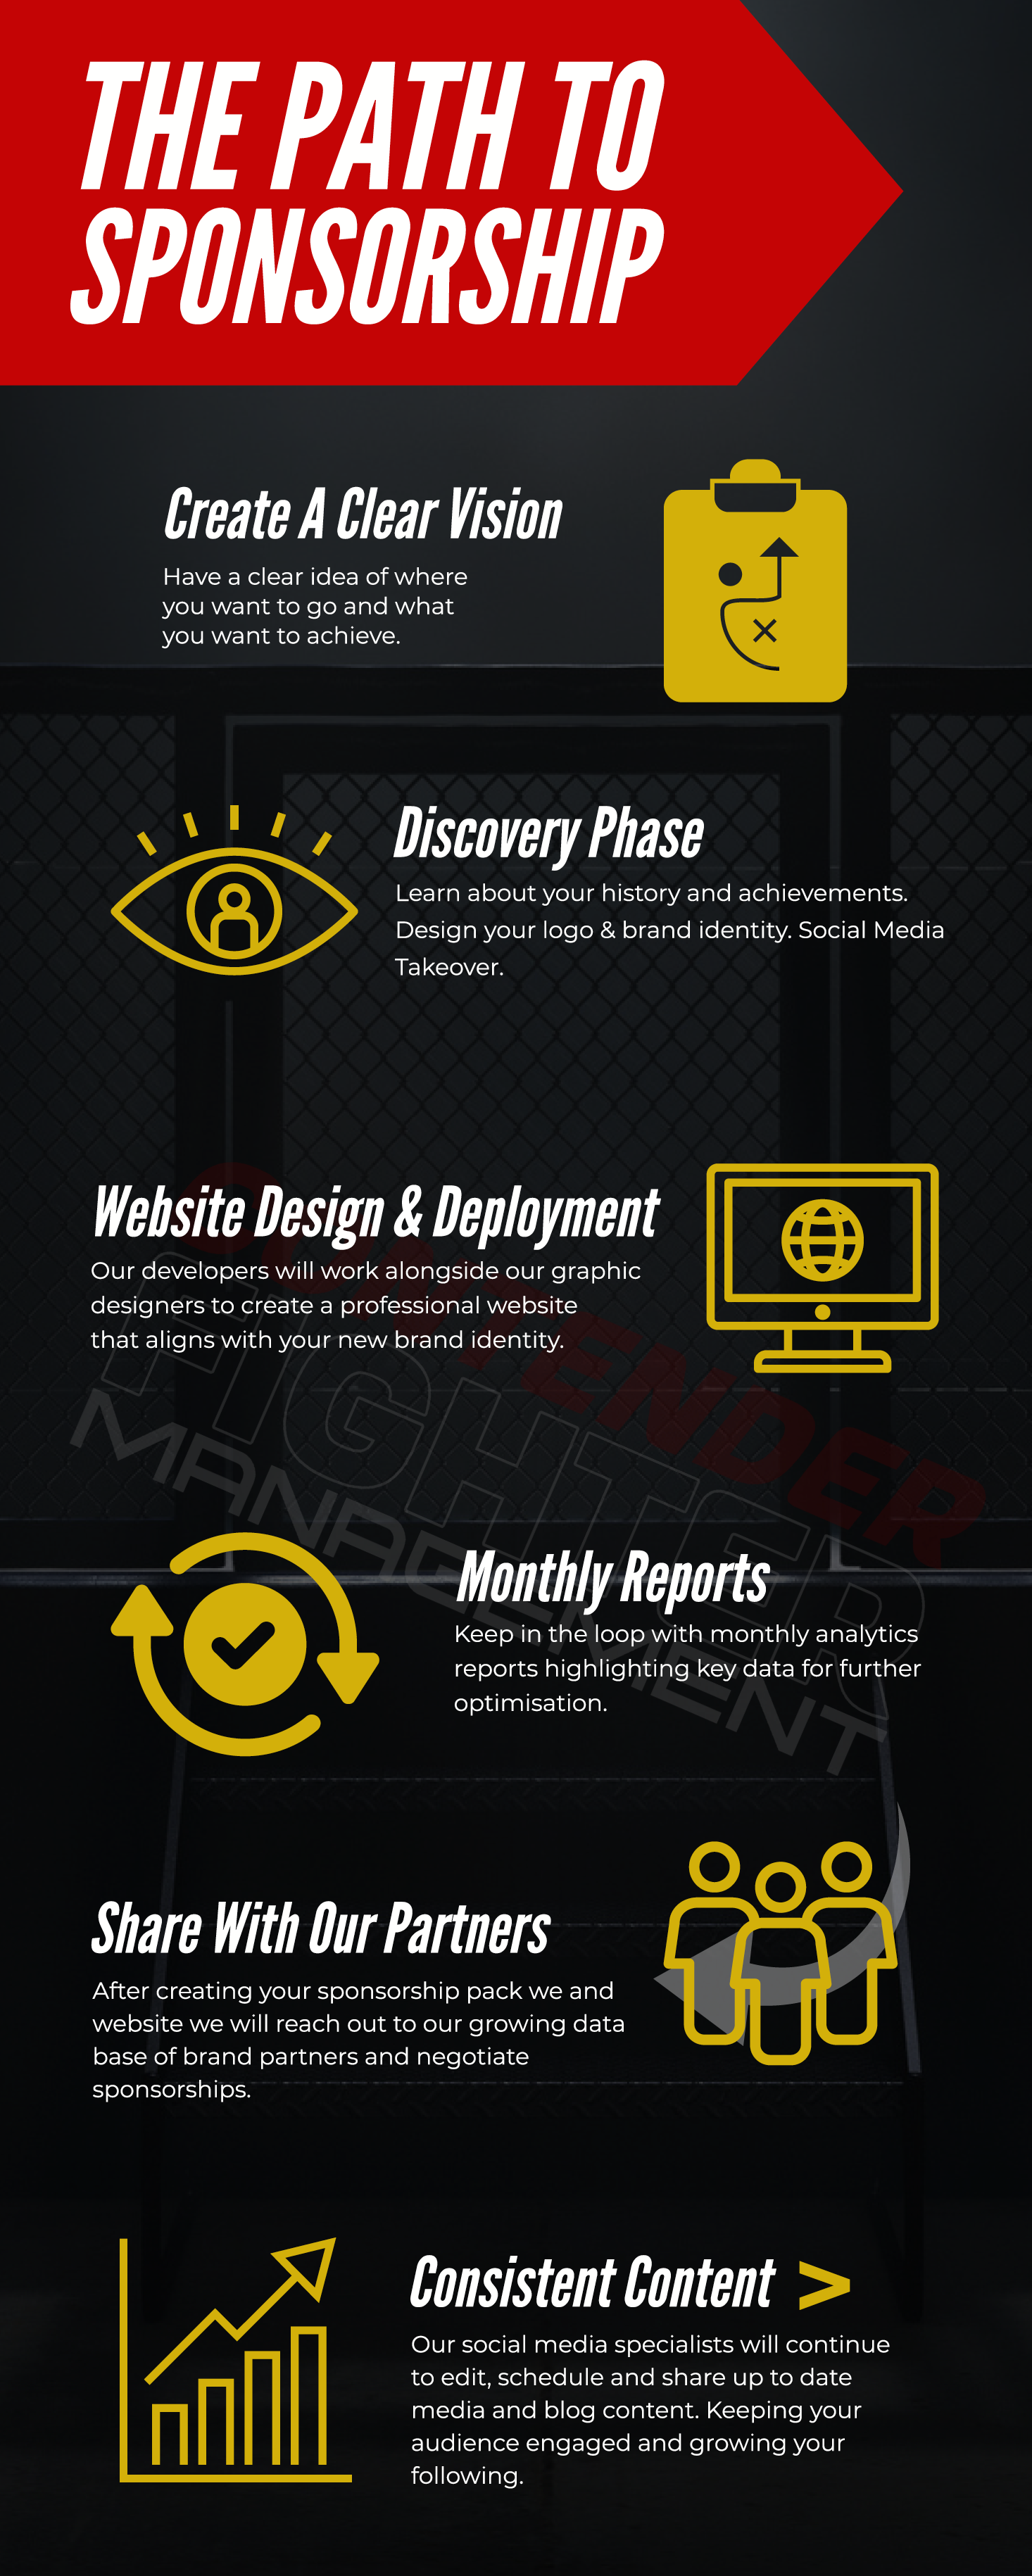 THE PATH TO
SPONSORSHIP
Create A Clear Vision
Have a clear idea of where
you want to go and what
you want to achieve.
Discovery Phase
Learn about your history and achievements.
Design your logo & brand identity. Social Media
Takeover.
Website Design & Deployment
Our developers will work alongside our graphic
designers to create a professional website
that aligns with your new brand identity.
CONTENDER
FIGHTER
MANAGEMENT
Monthly Reports
Keep in the loop with monthly analytics
reports highlighting key data for further
optimisation.
Share With Our Partners
After creating your sponsorship pack we and
website we will reach out to our growing data
base of brand partners and negotiate
sponsorships.
Consistent Content >
Our social media specialists will continue
to edit, schedule and share up to date
media and blog content. Keeping your
audience engaged and growing your
following.